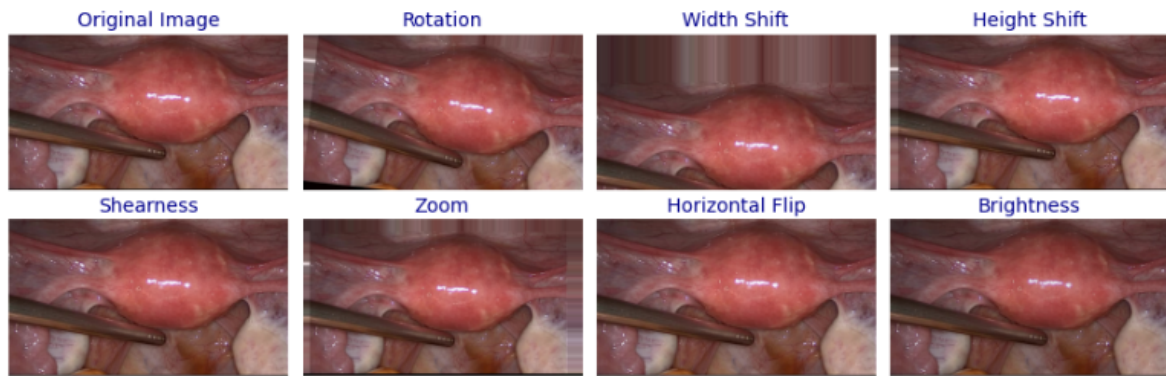 Original Image
Rotation
Width Shift
Height Shift
Shearness
Zoom
Horizontal Flip
Brightness